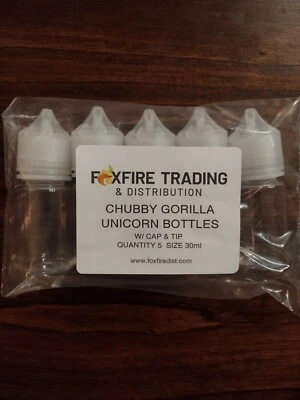 FOXFIRE TRADING
& DISTRIBUTION
CHUBBY GORILLA
UNICORN BOTTLES
W/ CAP & TIP
QUANTITY 5 SIZE 30ml
www.foxfiredist.com